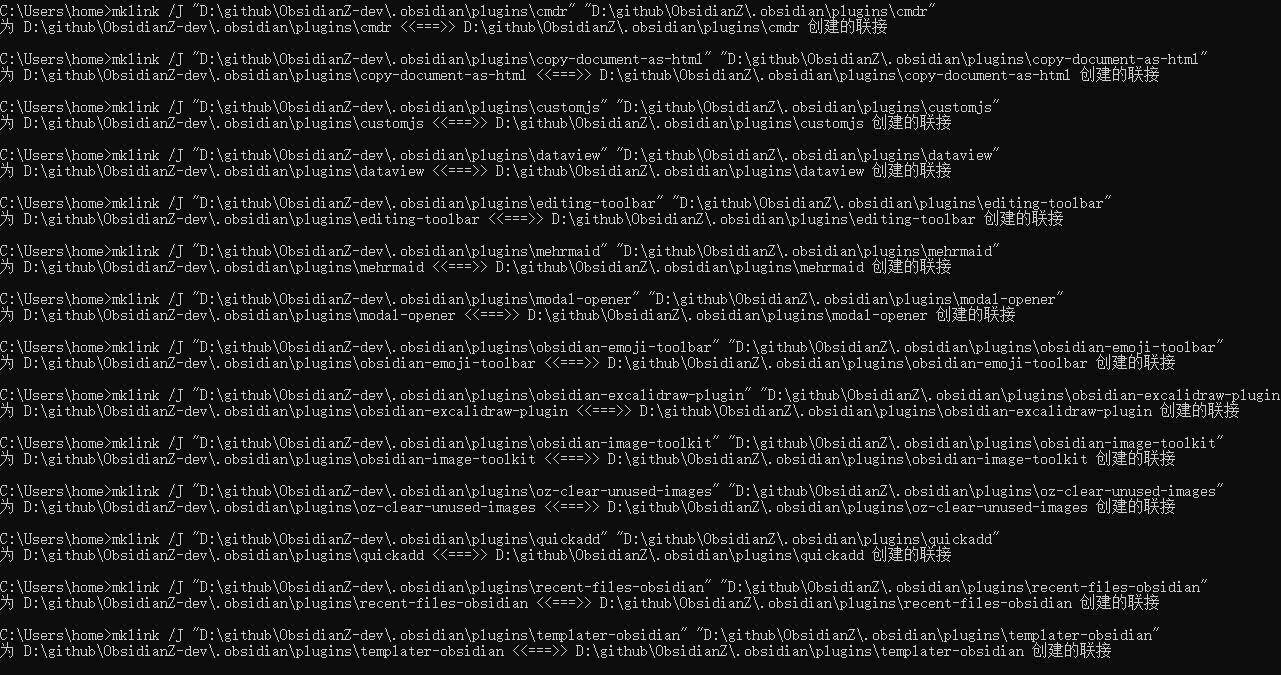 C:\Users\home>mklink /J "D:\github\ObsidianZ-dev\.obsidian\plugins\cmdr" "D:\github\ObsidianZ\.obsidian\plugins\cmdr"
为 D:\github\ObsidianZ-dev\.obsidian\plugins\cmdr <<===>> D:\github\ObsidianZ\.obsidian\plugins\cmdr 创建的联接
C:\Users\home>mklink /J "D:\github\ObsidianZ-dev\.obsidian\plugins\copy-document-as-html" "D:\github\ObsidianZ\.obsidian\plugins\copy-document-as-html"
为 D:\github\ObsidianZ-dev\.obsidian\plugins\copy-document-as-html <<===>> D:\github\ObsidianZ\.obsidian\plugins\copy-document-as-html 创建的联接
C:\Users\home>mklink /J "D:\github\ObsidianZ-dev\.obsidian\plugins\customjs" "D:\github\ObsidianZ\.obsidian\plugins\customjs"
为 D:\github\ObsidianZ-dev\.obsidian\plugins\customjs <<===>> D:\github\ObsidianZ\.obsidian\plugins\customjs 创建的联接
C:\Users\home>mklink /J "D:\github\ObsidianZ-dev\.obsidian\plugins\dataview" "D:\github\ObsidianZ\.obsidian\plugins\dataview"
为 D:\github\ObsidianZ-dev\.obsidian\plugins\dataview <<===>> D:\github\ObsidianZ\.obsidian\plugins\dataview 创建的联接
C:\Users\home>mklink /J "D:\github\ObsidianZ-dev\.obsidian\plugins\editing-toolbar" "D:\github\ObsidianZ\.obsidian\plugins\editing-toolbar"
为 D:\github\ObsidianZ-dev\.obsidian\plugins\editing-toolbar <<===>> D:\github\ObsidianZ\.obsidian\plugins\editing-toolbar 创建的联接
C:\Users\home>mklink /J "D:\github\ObsidianZ-dev\.obsidian\plugins\mehrmaid" "D:\github\ObsidianZ\.obsidian\plugins\mehrmaid"
为 D:\github\ObsidianZ-dev\.obsidian\plugins\mehrmaid <<===>> D:\github\ObsidianZ\.obsidian\plugins\mehrmaid 创建的联接
C:\Users\home>mklink /J "D:\github\ObsidianZ-dev\.obsidian\plugins\modal-opener" "D:\github\ObsidianZ\.obsidian\plugins\modal-opener"
为 D:\github\ObsidianZ-dev\.obsidian\plugins\modal-opener <<===>> D:\github\ObsidianZ\.obsidian\plugins\modal-opener 创建的联接
C:\Users\home>mklink /J "D:\github\ObsidianZ-dev\.obsidian\plugins\obsidian-emoji-toolbar" "D:\github\ObsidianZ\.obsidian\plugins\obsidian-emoji-toolbar"
为 D:\github\ObsidianZ-dev\.obsidian\plugins\obsidian-emoji-toolbar <<===>> D:\github\ObsidianZ\.obsidian\plugins\obsidian-emoji-toolbar 创建的联接
C:\Users\home>mklink /J "D:\github\ObsidianZ-dev\.obsidian\plugins\obsidian-excalidraw-plugin" "D:\github\ObsidianZ\.obsidian\plugins\obsidian-excalidraw-plugin
为 D:\github\ObsidianZ-dev\.obsidian\plugins\obsidian-excalidraw-plugin <<===>> D:\github\ObsidianZ\.obsidian\plugins\obsidian-excalidraw-plugin 创建的联接
C:\Users\home>mklink /J "D:\github\ObsidianZ-dev\.obsidian\plugins\obsidian-image-toolkit" "D:\github\ObsidianZ\.obsidian\plugins\obsidian-image-toolkit"
为 D:\github\ObsidianZ-dev\.obsidian\plugins\obsidian-image-toolkit <<===>> D:\github\ObsidianZ\.obsidian\plugins\obsidian-image-toolkit 创建的联接
C:\Users\home>mklink /J "D:\github\ObsidianZ-dev\.obsidian\plugins\oz-clear-unused-images" "D:\github\ObsidianZ\.obsidian\plugins\oz-clear-unused-images"
为 D:\github\ObsidianZ-dev\.obsidian\plugins\oz-clear-unused-images <<===>> D:\github\ObsidianZ\.obsidian\plugins\oz-clear-unused-images 创建的联接
C:\Users\home>mklink /J "D:\github\ObsidianZ-dev\.obsidian\plugins\quickadd" "D:\github\ObsidianZ\.obsidian\plugins\quickadd"
为 D:\github\ObsidianZ-dev\.obsidian\plugins\quickadd <<===>> D:\github\ObsidianZ\.obsidian\plugins\quickadd 创建的联接
C:\Users\home>mklink /J "D:\github\ObsidianZ-dev\.obsidian\plugins\recent-files-obsidian" "D:\github\ObsidianZ\.obsidian\plugins\recent-files-obsidian"
为 D:\github\ObsidianZ-dev\.obsidian\plugins\recent-files-obsidian <<===>> D:\github\ObsidianZ\.obsidian\plugins\recent-files-obsidian 创建的联接
C:\Users\home>mklink /J "D:\github\ObsidianZ-dev\.obsidian\plugins\templater-obsidian" "D:\github\ObsidianZ\.obsidian\plugins\templater-obsidian"
为 D:\github\ObsidianZ-dev\.obsidian\plugins\templater-obsidian <<===>> D:\github\ObsidianZ\.obsidian\plugins\templater-obsidian 创建的联接